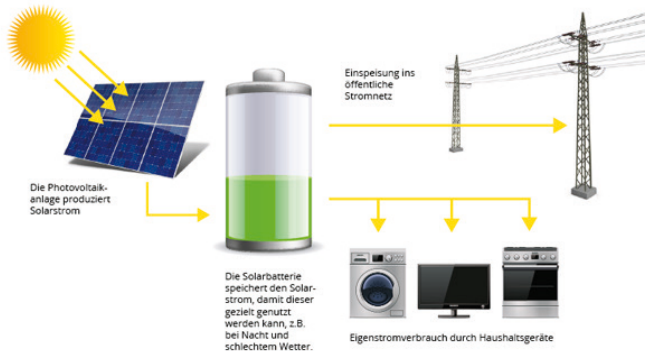 Einspeisung ins
öffentliche
Stromnetz
Die Photovoltaik-
anlage produziert
Solarstrom
Die Solarbatterie
speichert den Solar-
strom, damit dieser
gezielt genutzt
werden kann, z.B.
bei Nacht und
schlechtem Wetter.
Eigenstromverbrauch durch Haushaltsgeräte